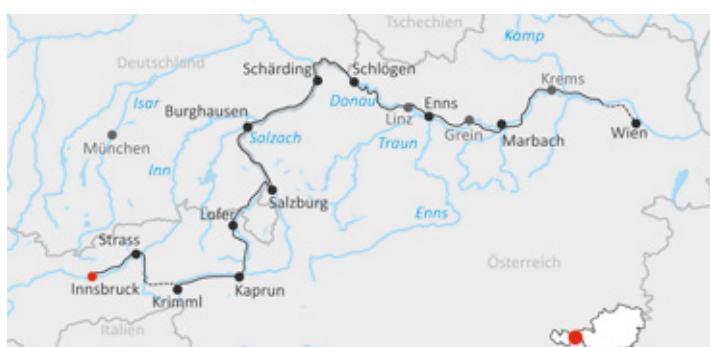 Tschechien
Kamp
Deutschland
Schärding
Schlögen
Isar
Donau
Krems
Burghausen
Linz
Enns
Grein
Marbach
Wien
München
Salzach
Traun
Inn
Salzburg
Lofer
Enns
Strass
Österreich
Innsbruck
Krimml
Kaprun
Italien